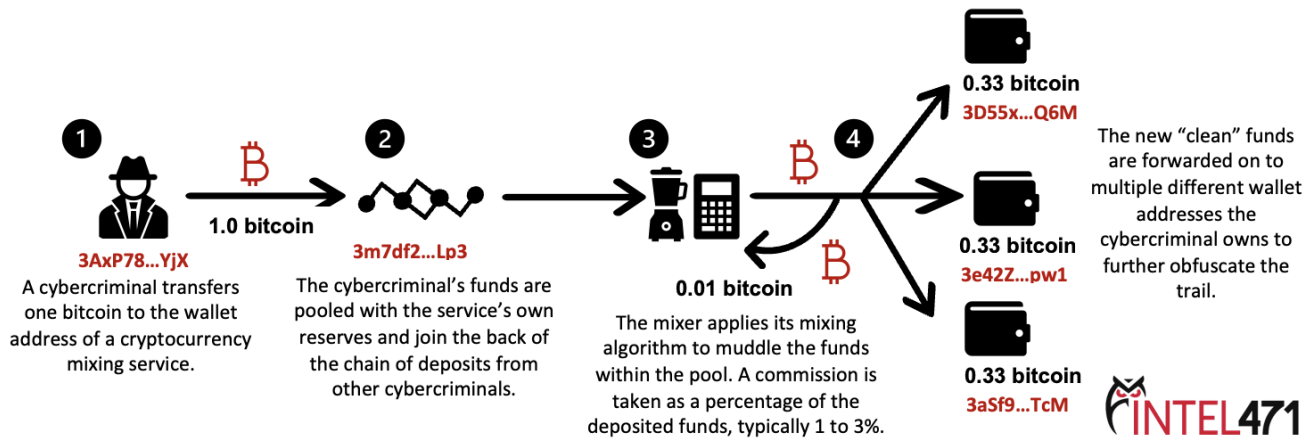 1
3AxP78...YjX
A cybercriminal transfers
one bitcoin to the wallet
address of a cryptocurrency
mixing service.
1.0 bitcoin
2
3m7df2...Lp3
The cybercriminal’s funds are
pooled with the service’s own
reserves and join the back of
the chain of deposits from
other cybercriminals.
3
0.01 bitcoin
The mixer applies its mixing
algorithm to muddle the funds
within the pool. A commission is
taken as a percentage of the
deposited funds, typically 1 to 3%.
4
0.33 bitcoin
3D55x...Q6M
0.33 bitcoin
3e42Z...pw1
0.33 bitcoin
3aSf9...TcM
The new “clean” funds
are forwarded on to
multiple different wallet
addresses the
cybercriminal owns to
further obfuscate the
trail.
INTEL471